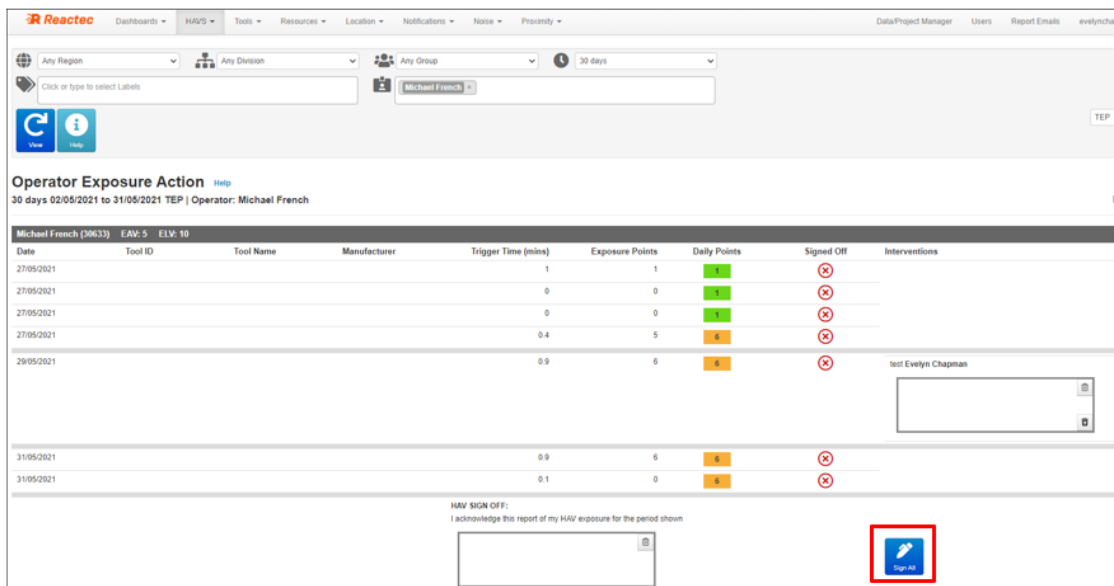 Reactec Dashboards HAVS Tools Resources Location Notifications Noise Proximity Data/Project Manager Users Report Emails evelyncha
Any Region Any Division Any Group 30 days
Click or type to select Labels Michael French ×
TEP
View Help
Operator Exposure Action Help
30 days 02/05/2021 to 31/05/2021 TEP | Operator: Michael French
Michael French (30633) EAV: 5 ELV: 10
Date Tool ID Tool Name Manufacturer Trigger Time (mins) Exposure Points Daily Points Signed Off Interventions
27/05/2021 1 1 1
27/05/2021 0 0 1
27/05/2021 0 0 1
27/05/2021 0.4 5 6
29/05/2021 0.9 6 6 test Evelyn Chapman
31/05/2021 0.9 6 6
31/05/2021 0.1 0 6
HAV SIGN OFF:
I acknowledge this report of my HAV exposure for the period shown
Sign All